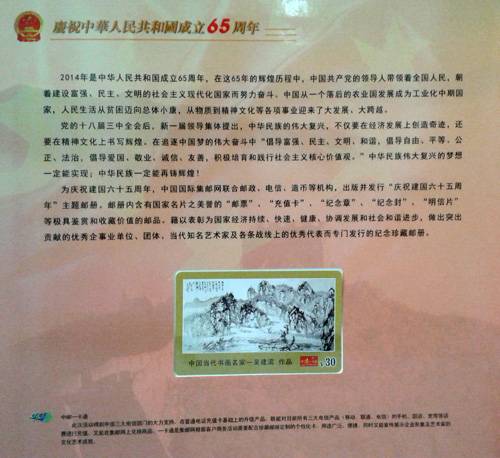 慶祝中華人民共和國成立65周年
2014年是中华人民共和国成立65周年，在这65年的辉煌历程中，中国共产党的领导人带领着全国人民，朝
着建设富强、民主、文明的社会主义现代化国家而努力奋斗。中国从一个落后的农业国发展成为工业化中期国
家，人民生活从贫困迈向总体小康，从物质到精神文化等各项事业迎来了大发展、大跨越。
党的十八届三中全会后，新一届领导集体提出，中华民族的伟大复兴，不仅要在经济发展上创造奇迹，还
要在精神文化上书写辉煌。在追逐中国梦的伟大奋斗中“倡导富强、民主、文明，和谐，倡导自由、平等，公
正、法治，倡导爱国、敬业、诚信、友善，积极培育和践行社会主义核心价值观。”中华民族伟大复兴的梦想
一定能实现；中华民族一定能再铸辉煌！
为庆祝建国六十五周年，中国国际集邮网联合邮政、电信、造币等机构，出版并发行“庆祝建国六十五周
年”主题邮册。邮册内含有国家名片之美誉的“邮票”、“充值卡”、“纪念章”、“纪念封”、“明信片”
等极具鉴赏和收藏价值的邮品。籍以表彰为国家经济持续、快速、健康、协调发展和社会和谐进步，做出突出
贡献的优秀企事业单位、团体、当代知名艺术家及各条战线上的优秀代表而专门发行的纪念珍藏邮册。
中国当代书画名家—吴建潞 作品
¥30
中邮一卡通